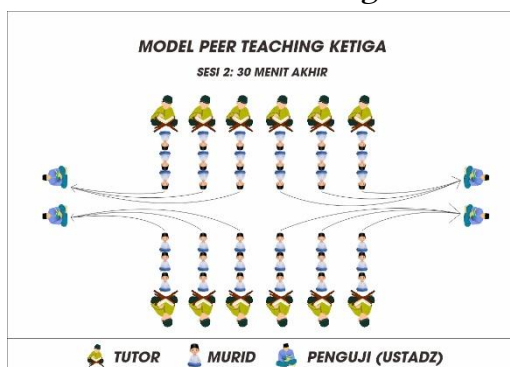 MODEL PEER TEACHING KETIGA
SESI 2: 30 MENIT AKHIR
TUTOR MURID PENGUJI (USTADZ)